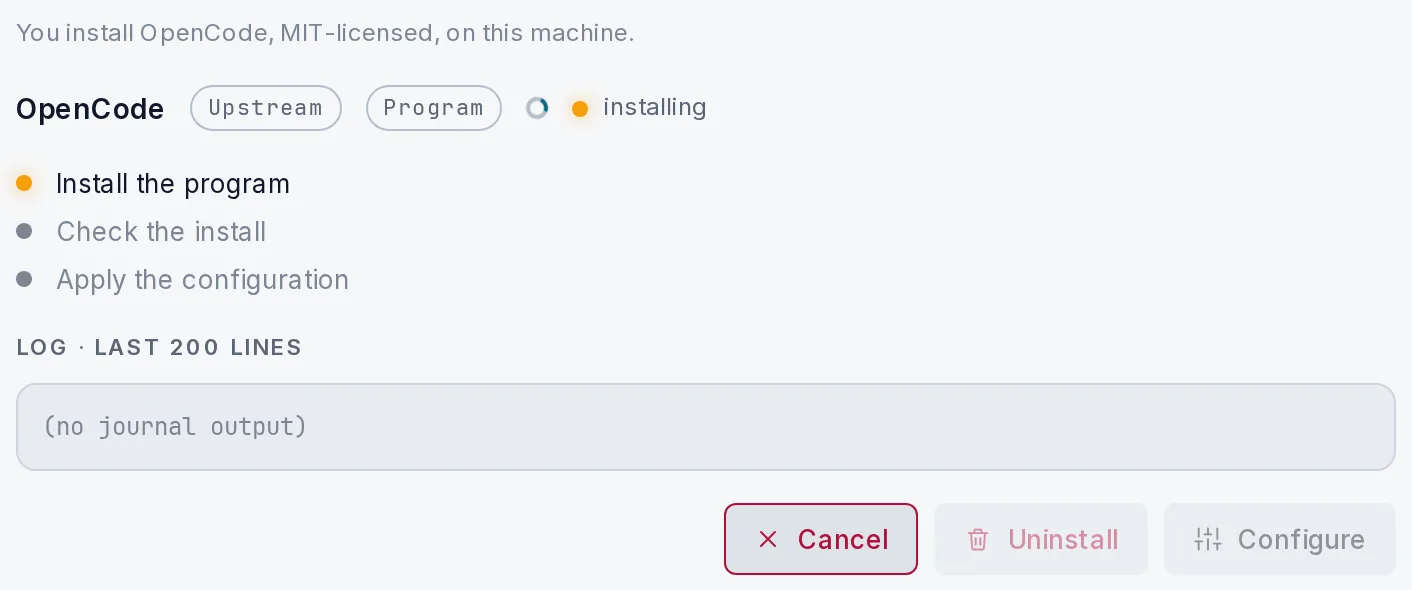 You install OpenCode, MIT-licensed, on this machine.
OpenCode Upstream Program installing
Install the program
Check the install
Apply the configuration
LOG · LAST 200 LINES
(no journal output)
Cancel Uninstall Configure